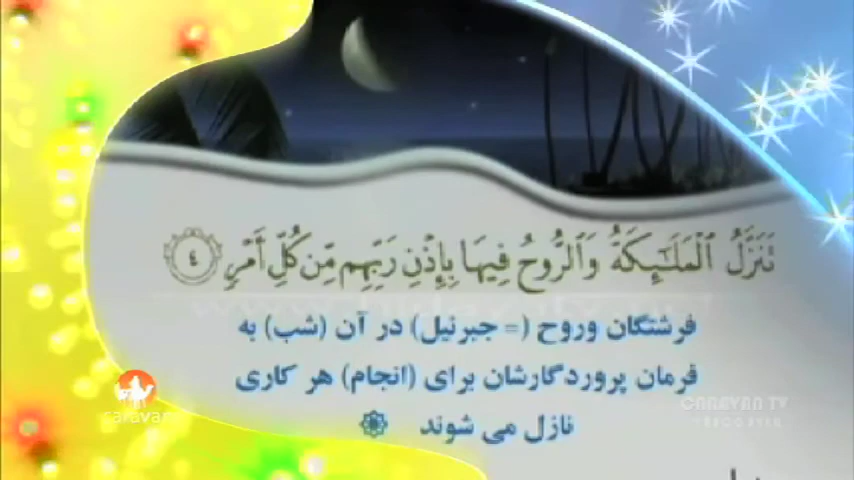 تَنَزَّلُ ٱلْمَلَٰٓئِكَةُ وَٱلرُّوحُ فِيهَا بِإِذْنِ رَبِّهِم مِّن كُلِّ أَمْرٍ ٤
فرشتگان وروح (= جبرئیل) در آن (شب) به
فرمان پروردگارشان برای (انجام) هر کاری
نازل می شوند
caravan
CARAVAN TV